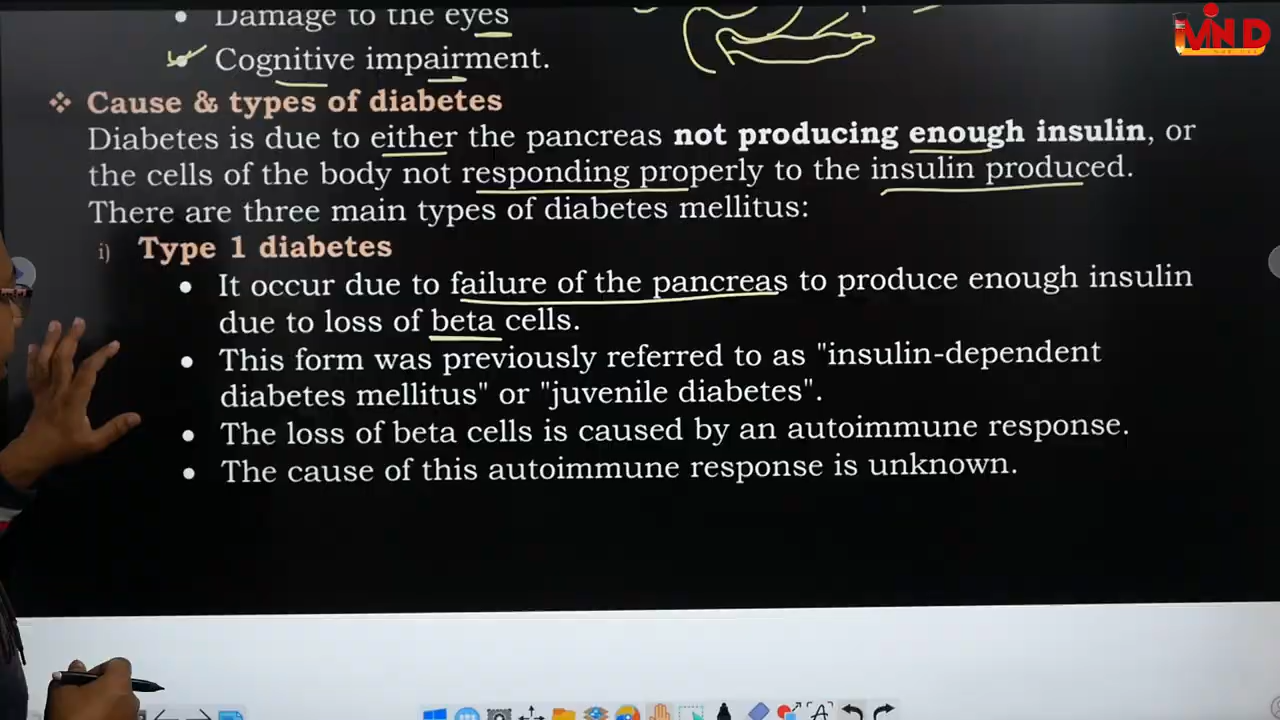 • Damage to the eyes
Cognitive impairment.
❖ Cause & types of diabetes
Diabetes is due to either the pancreas not producing enough insulin, or
the cells of the body not responding properly to the insulin produced.
There are three main types of diabetes mellitus:
i) Type 1 diabetes
• It occur due to failure of the pancreas to produce enough insulin
due to loss of beta cells.
• This form was previously referred to as "insulin-dependent
diabetes mellitus" or "juvenile diabetes".
• The loss of beta cells is caused by an autoimmune response.
• The cause of this autoimmune response is unknown.
MIND